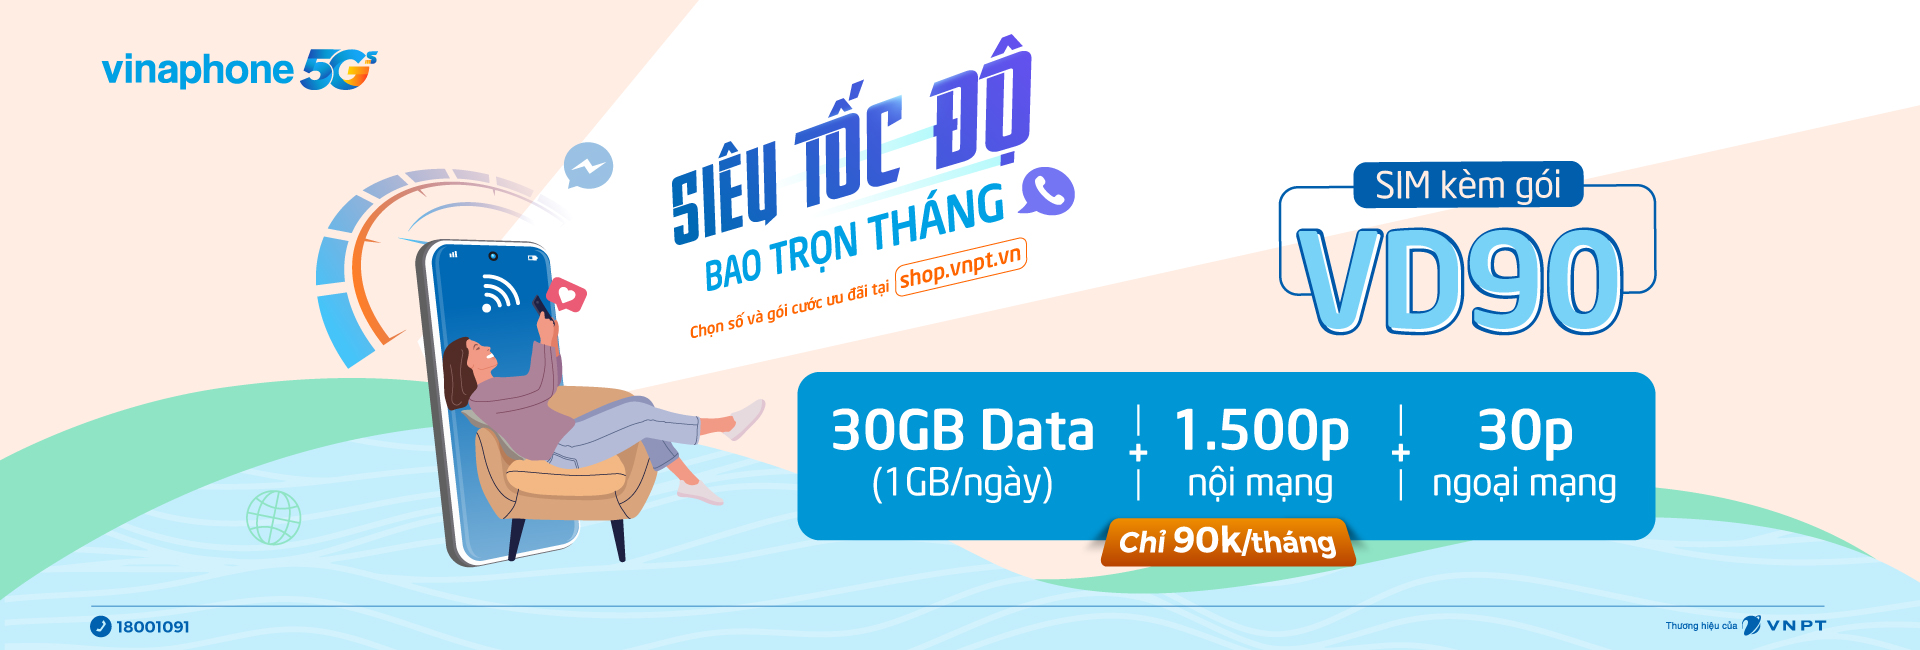 vinaphone 5Gs
SIÊU TỐC ĐỘ
BAO TRỌN THÁNG
Chọn số và gói cước ưu đãi tại shop.vnpt.vn
SIM kèm gói
VD90
30GB Data
(1GB/ngày)
+
1.500p
nội mạng
+
30p
ngoại mạng
Chỉ 90k/tháng
18001091
Thương hiệu của VNPT